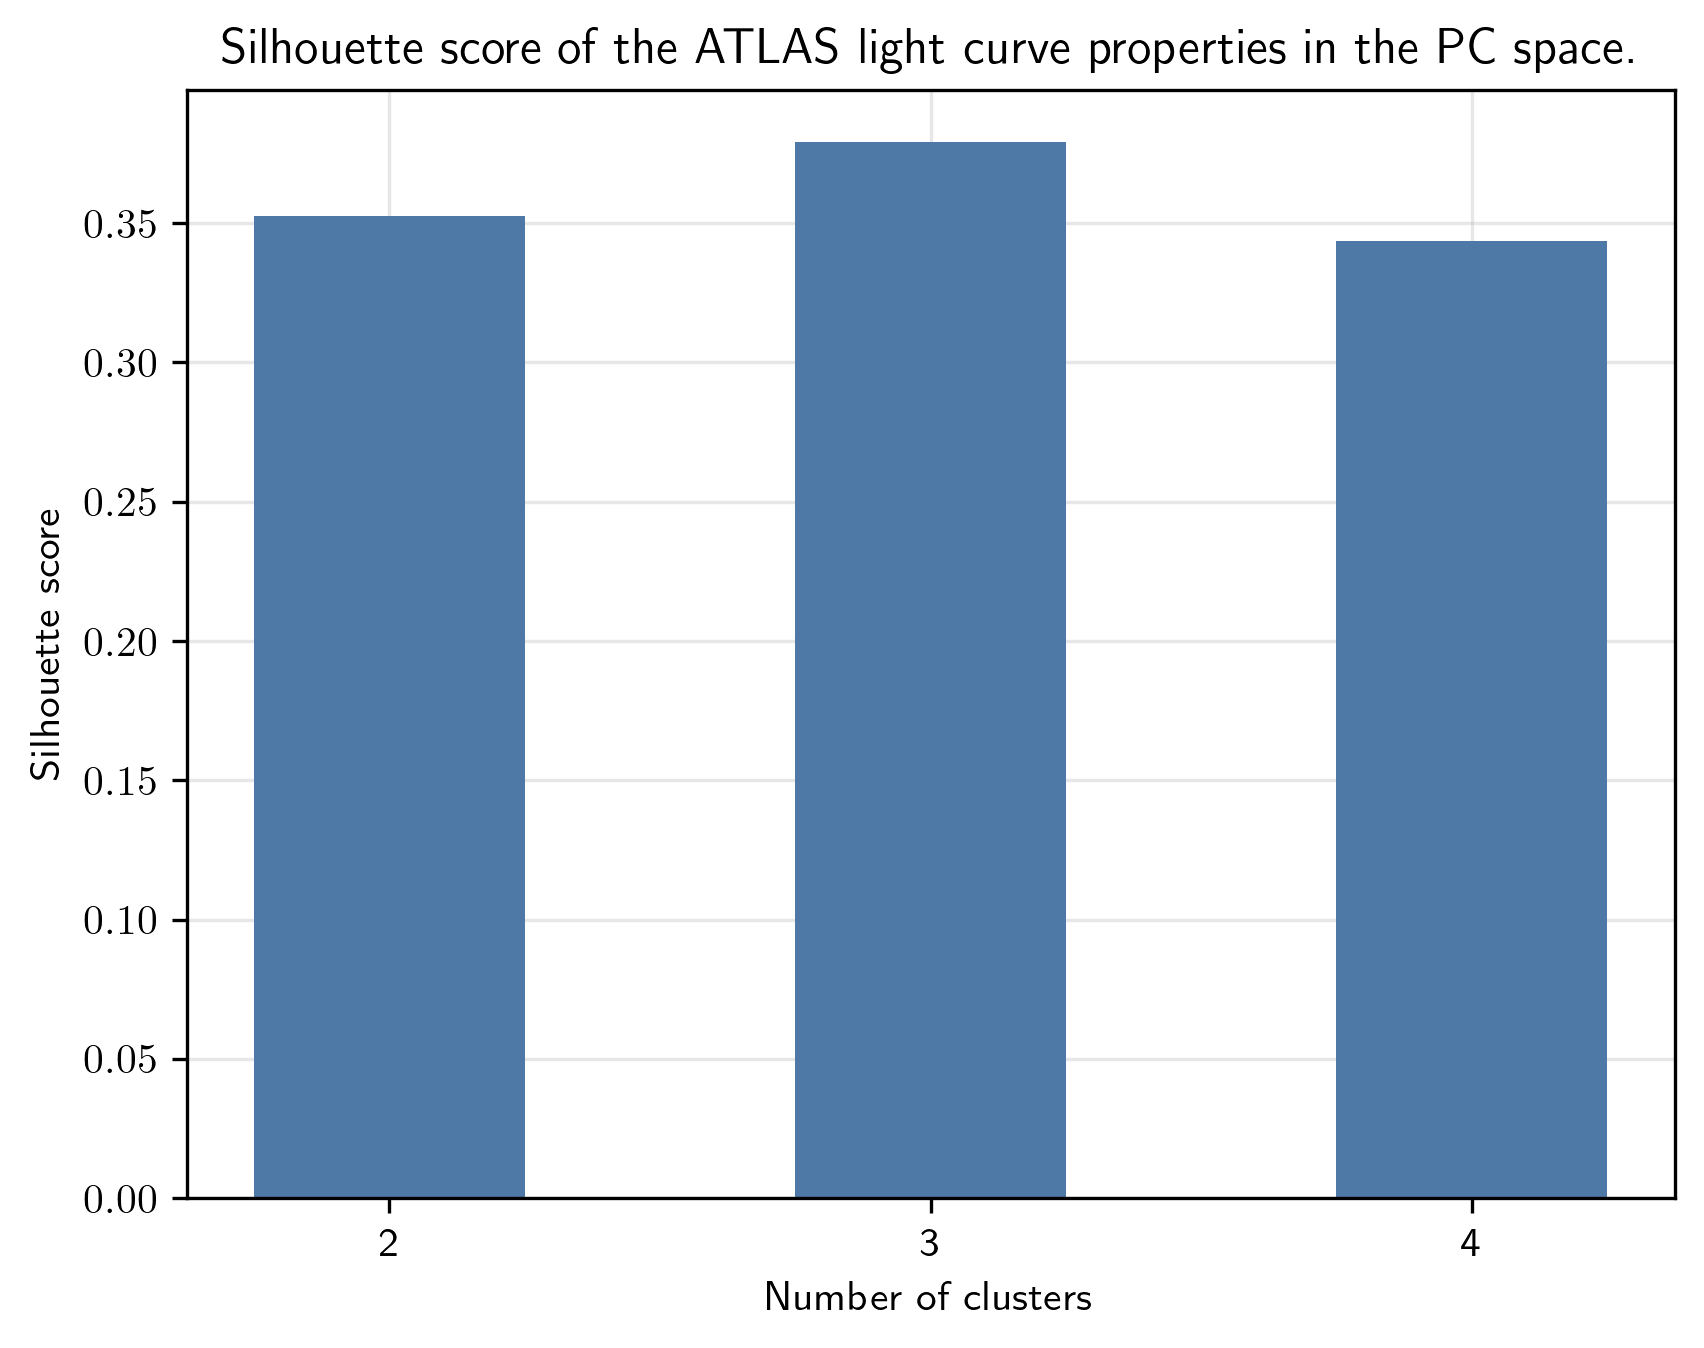 Silhouette score of the ATLAS light curve properties in the PC space.
Silhouette score
0.35
0.30
0.25
0.20
0.15
0.10
0.05
0.00
2 3 4
Number of clusters